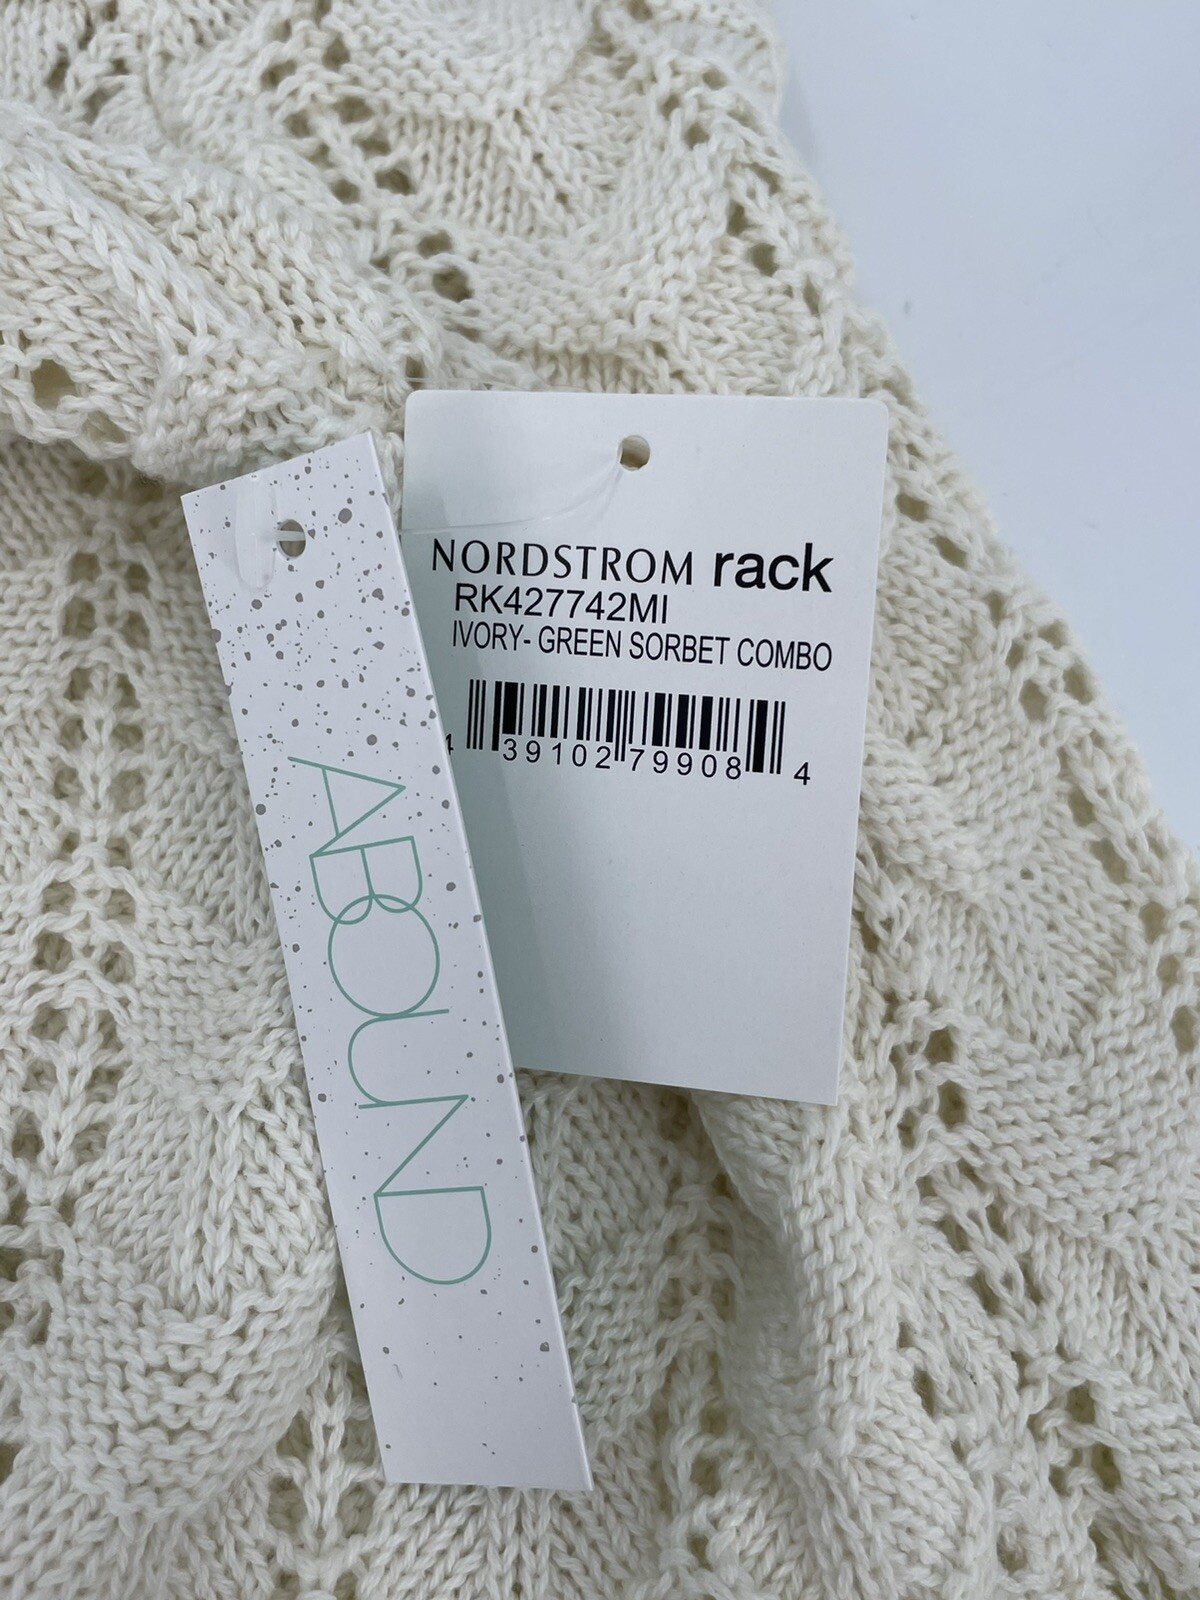 NORDSTROM rack
RK427742MI
IVORY- GREEN SORBET COMBO
4 39102 79908 4
ABOUND